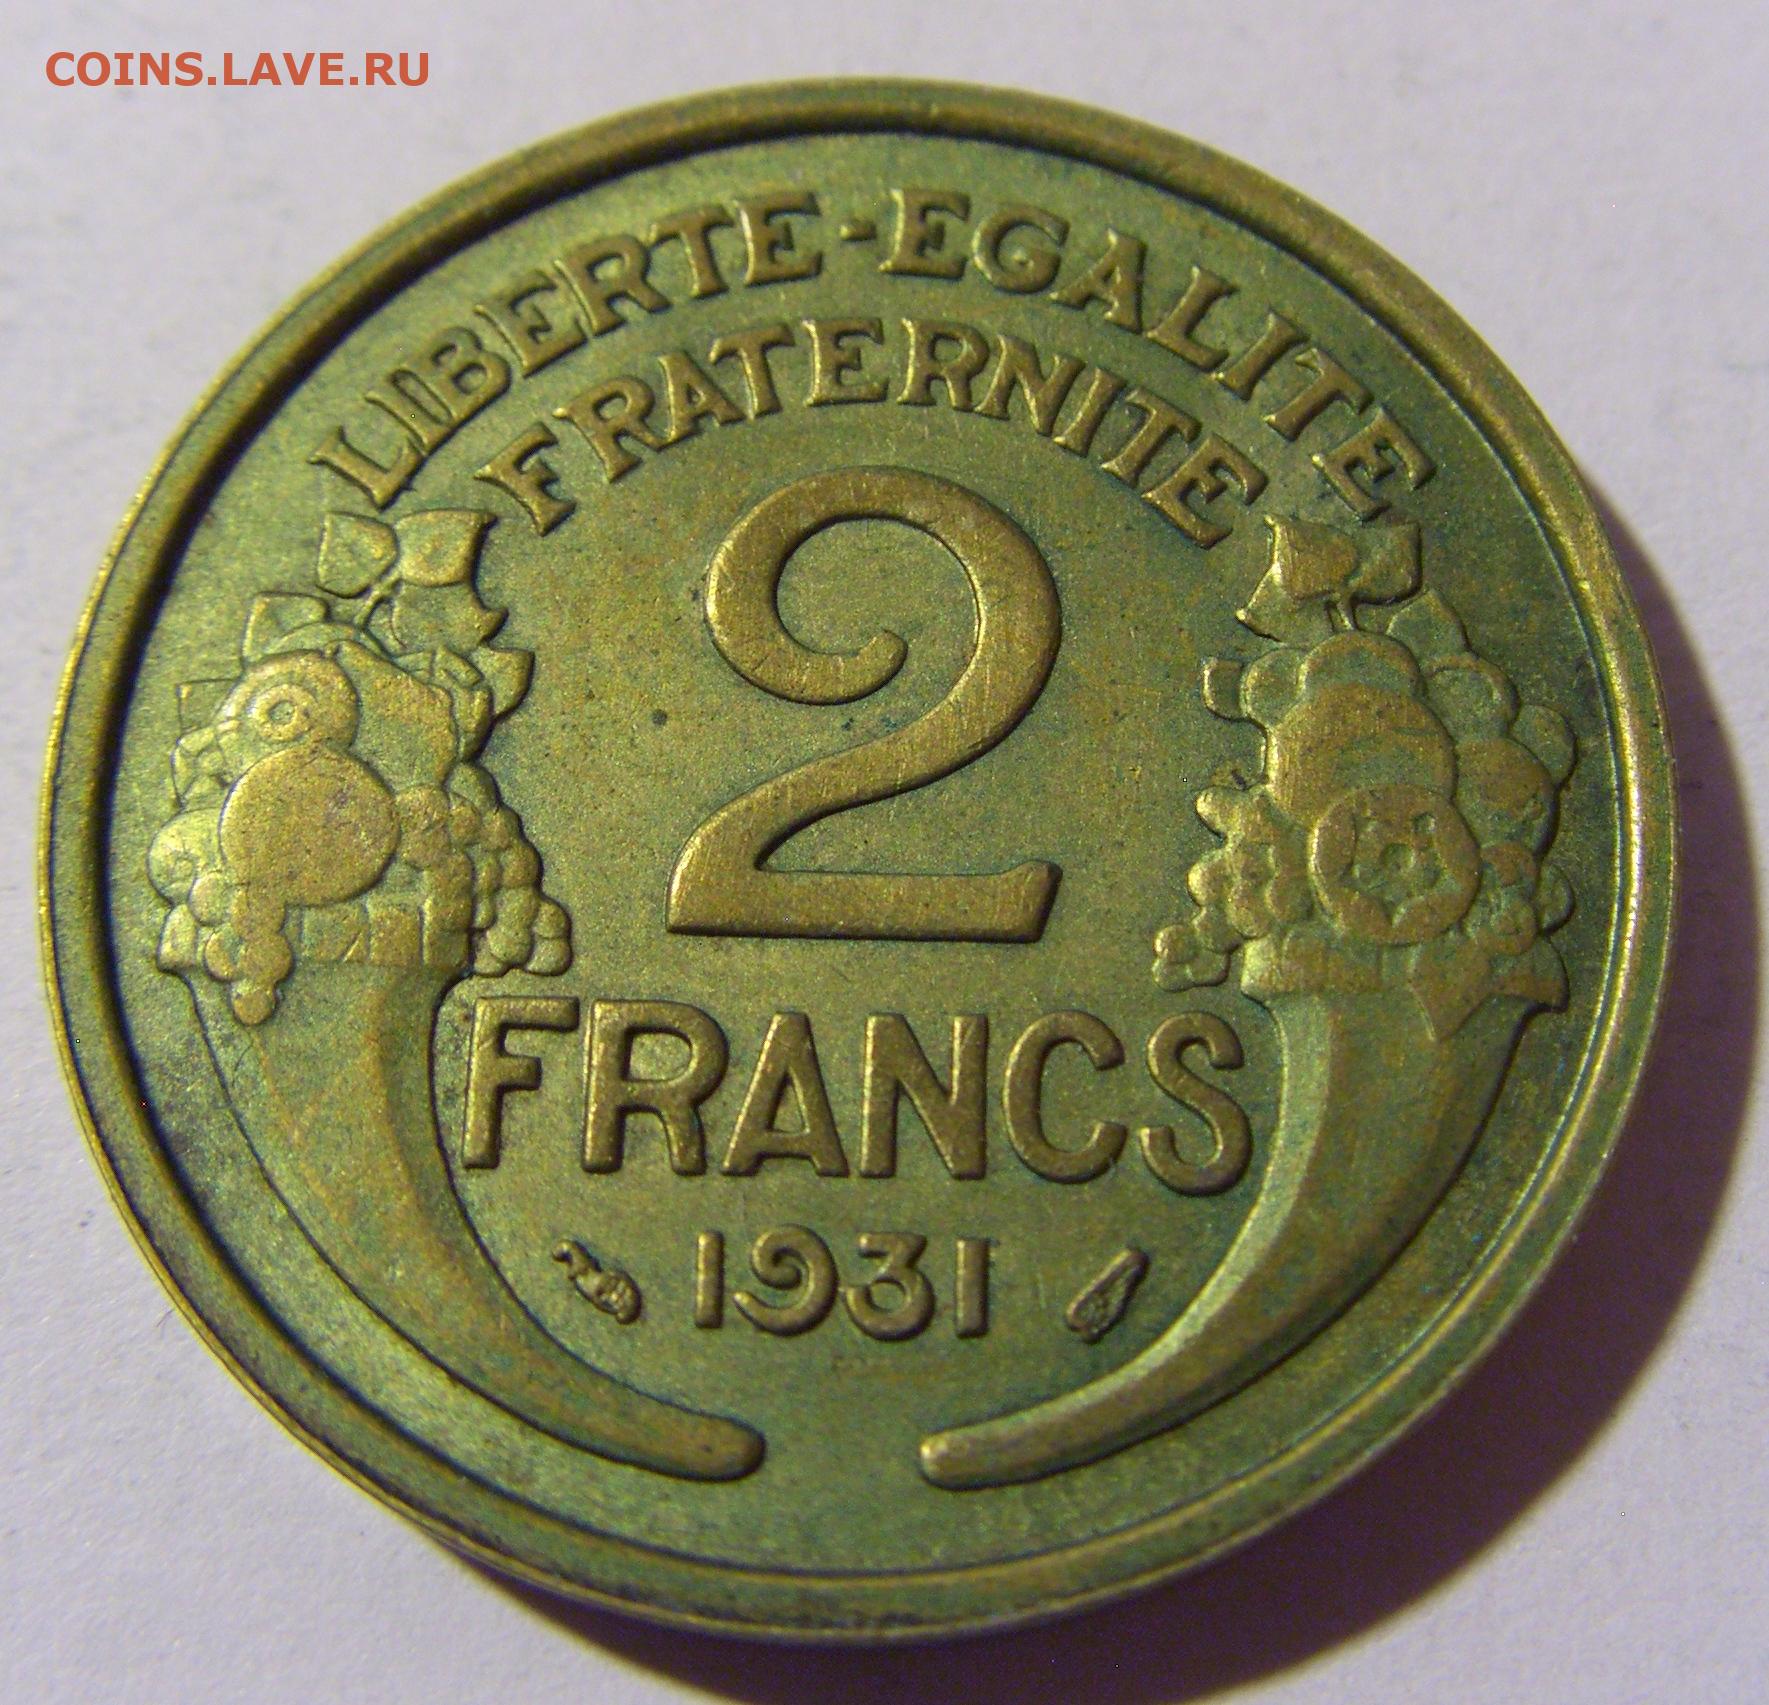 COINS.LAVE.RU
LIBERTE-EGALITE
FRATERNITE
2
FRANCS
1931